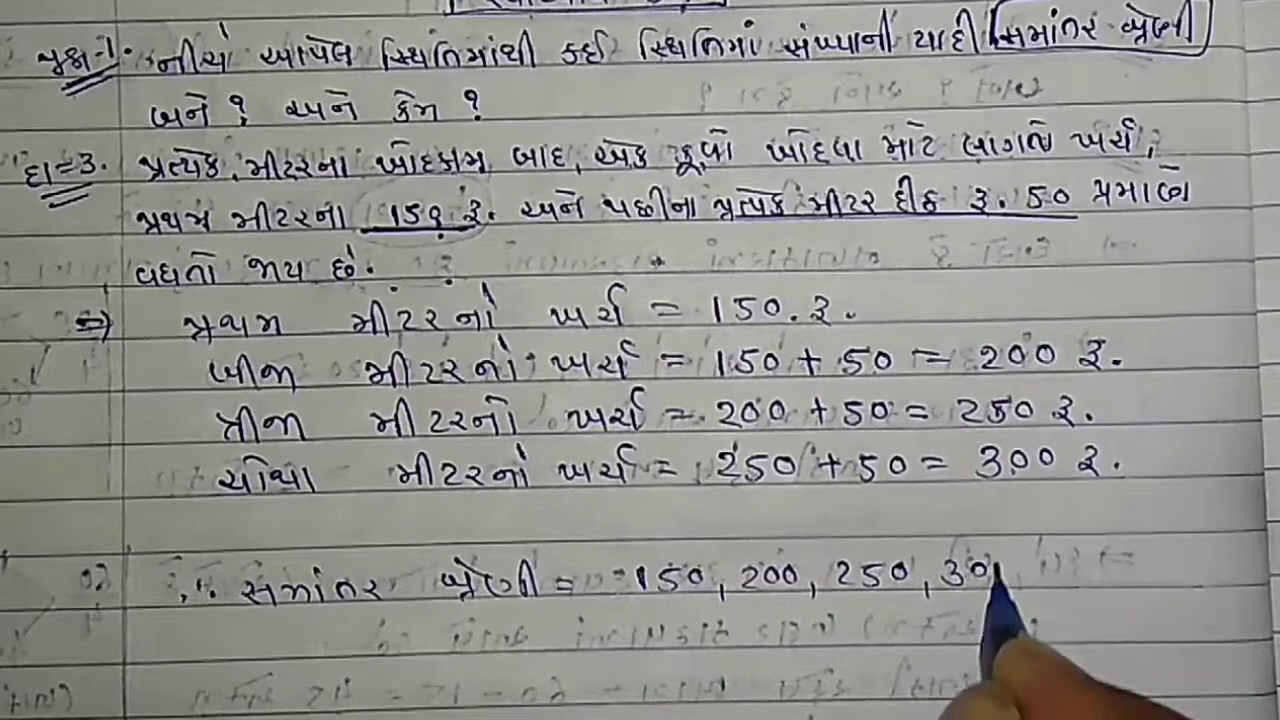 પ્રશ્ન-1. નીચે આપેલ સ્થિતિમાંથી કઈ સ્થિતિમાં સંખ્યાની યાદી સમાંતર શ્રેણી
બને ? અને કેમ ?
દા=3. પ્રત્યેક મીટરના ખોદકામ બાદ, એક કૂવો ખોદવા માટે લાગતો ખર્ચ,
પ્રથમ મીટરના 150 રૂ. અને પછીના પ્રત્યેક મીટર દીઠ રૂ. 50 પ્રમાણે
વધતો જાય છે.
=> પ્રથમ મીટરનો ખર્ચ = 150. રૂ.
બીજા મીટરનો ખર્ચ = 150 + 50 = 200 રૂ.
ત્રીજા મીટરનો ખર્ચ = 200 + 50 = 250 રૂ.
ચોથા મીટરનો ખર્ચ = 250 + 50 = 300 રૂ.
∴ સમાંતર શ્રેણી = 150, 200, 250, 30